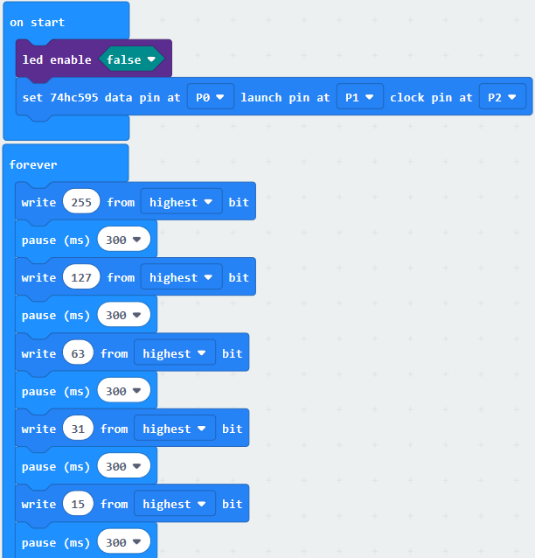 on start
led enable false
set 74hc595 data pin at P0 launch pin at P1 clock pin at P2
forever
write 255 from highest bit
pause (ms) 300
write 127 from highest bit
pause (ms) 300
write 63 from highest bit
pause (ms) 300
write 31 from highest bit
pause (ms) 300
write 15 from highest bit
pause (ms) 300